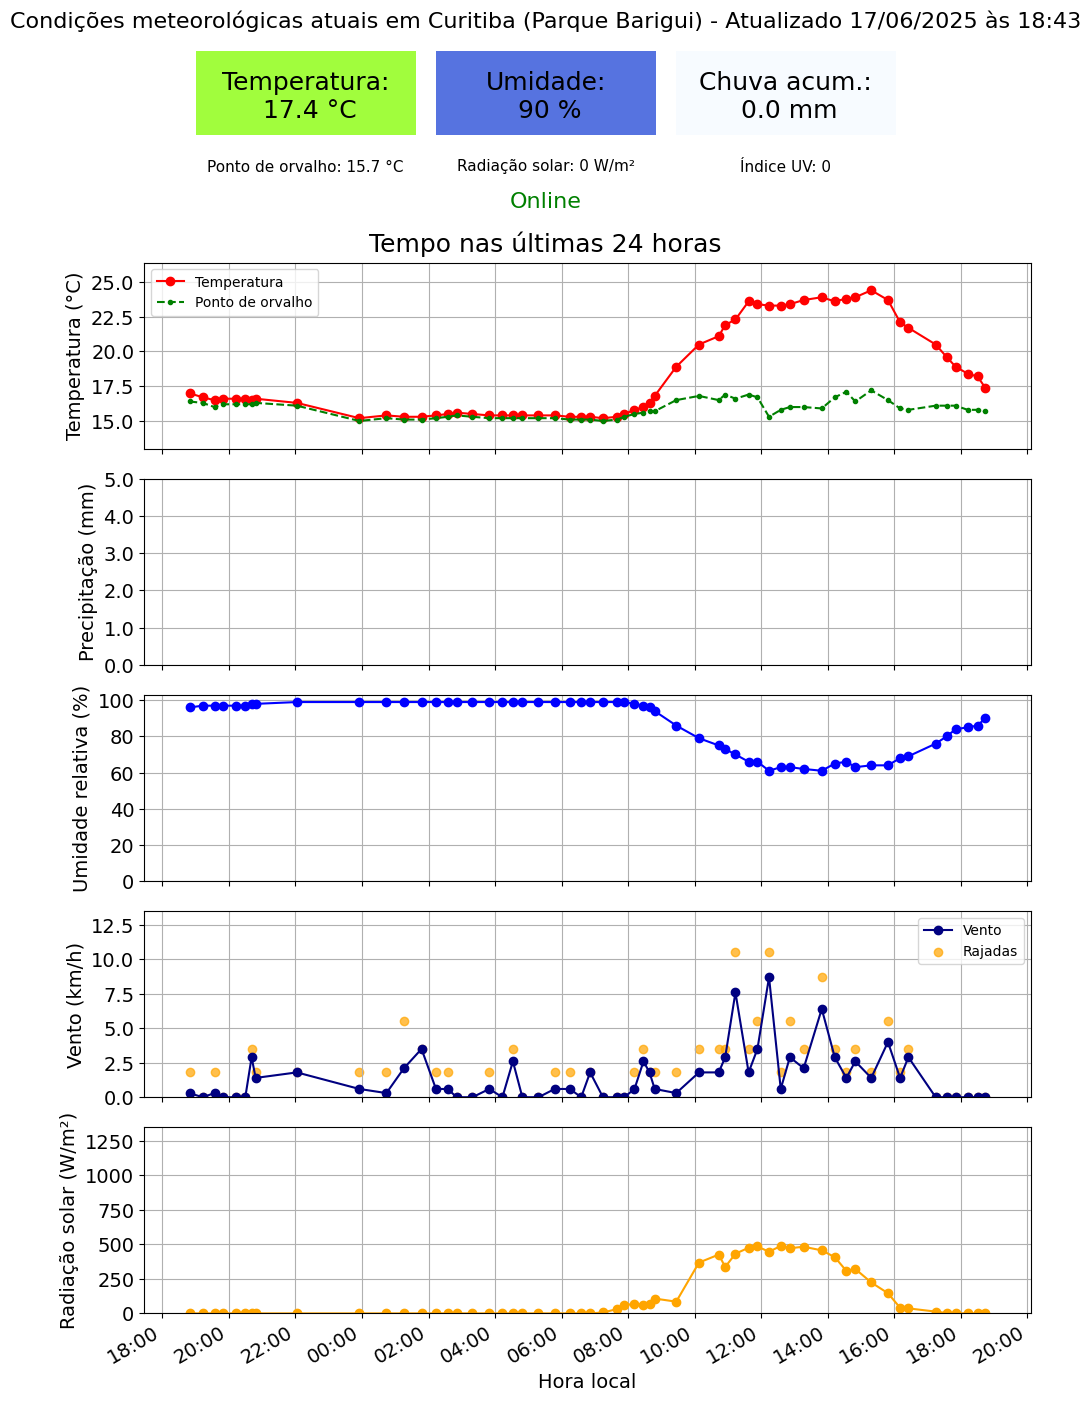 Condições meteorológicas atuais em Curitiba (Parque Barigui) - Atualizado 17/06/2025 às 18:43
Temperatura:
17.4 °C
Umidade:
90 %
Chuva acum.:
0.0 mm
Ponto de orvalho: 15.7 °C
Radiação solar: 0 W/m²
Índice UV: 0
Online
Tempo nas últimas 24 horas
Temperatura (°C)
25.0
22.5
20.0
17.5
15.0
Temperatura
Ponto de orvalho
Precipitação (mm)
5.0
4.0
3.0
2.0
1.0
0.0
Umidade relativa (%)
100
80
60
40
20
0
Vento (km/h)
12.5
10.0
7.5
5.0
2.5
0.0
Vento
Rajadas
Radiação solar (W/m²)
1250
1000
750
500
250
0
18:00
20:00
22:00
00:00
02:00
04:00
06:00
08:00
10:00
12:00
14:00
16:00
18:00
20:00
Hora local